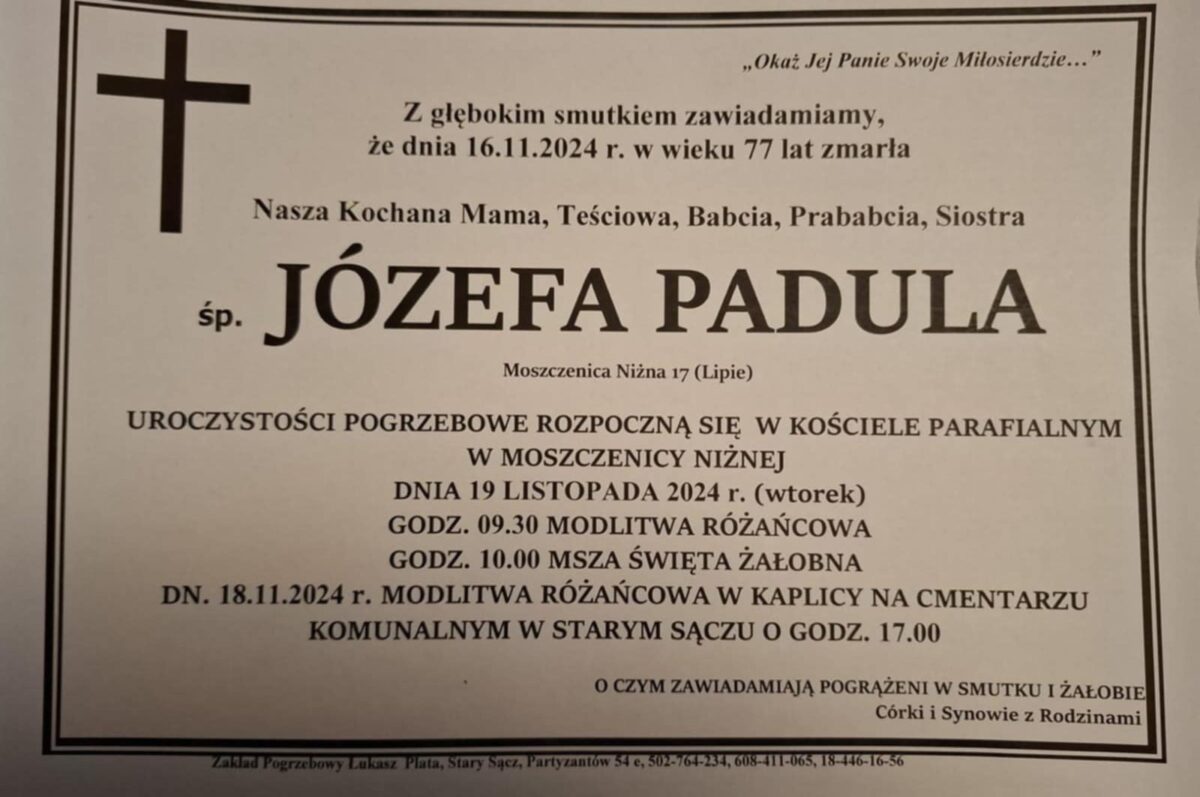 „Okaż Jej Panie Swoje Miłosierdzie…”
Z głębokim smutkiem zawiadamiamy,
że dnia 16.11.2024 r. w wieku 77 lat zmarła
Nasza Kochana Mama, Teściowa, Babcia, Prababcia, Siostra
śp. JÓZEFA PADULA
Moszczenica Niżna 17 (Lipie)
UROCZYSTOŚCI POGRZEBOWE ROZPOCZNĄ SIĘ W KOŚCIELE PARAFIALNYM
W MOSZCZENICY NIŻNEJ
DNIA 19 LISTOPADA 2024 r. (wtorek)
GODZ. 09.30 MODLITWA RÓŻAŃCOWA
GODZ. 10.00 MSZA ŚWIĘTA ŻAŁOBNA
DN. 18.11.2024 r. MODLITWA RÓŻAŃCOWA W KAPLICY NA CMENTARZU
KOMUNALNYM W STARYM SĄCZU O GODZ. 17.00
O CZYM ZAWIADAMIAJĄ POGRĄŻENI W SMUTKU I ŻAŁOBIE
Córki i Synowie z Rodzinami
Zakład Pogrzebowy Łukasz Plata, Stary Sącz, Partyzantów 54 e, 502-764-234, 608-411-065, 18-446-16-56